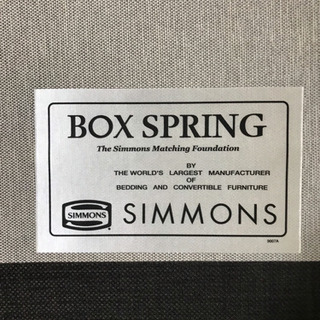 BOX SPRING
The Simmons Matching Foundation
BY
THE WORLD'S LARGEST MANUFACTURER
OF
BEDDING AND CONVERTIBLE FURNITURE
SIMMONS
SIMMONS